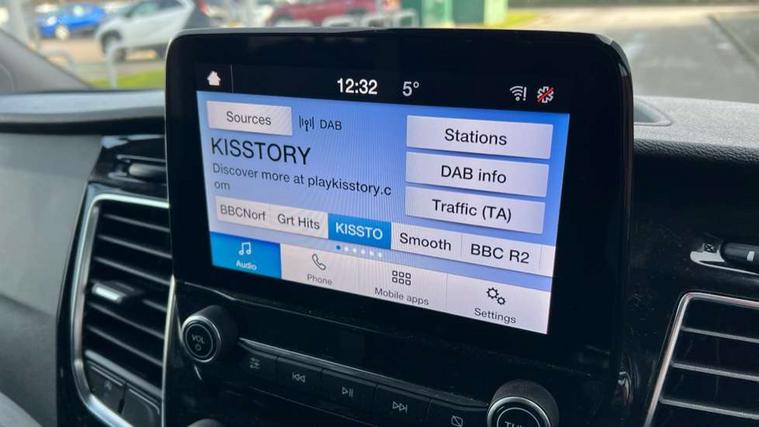 12:32 5°
Sources DAB
KISSTORY
Discover more at playkisstory.c
om
Stations
DAB info
Traffic (TA)
BBCNorf Grt Hits KISSTO Smooth BBC R2
Audio Phone Mobile apps Settings
VOL